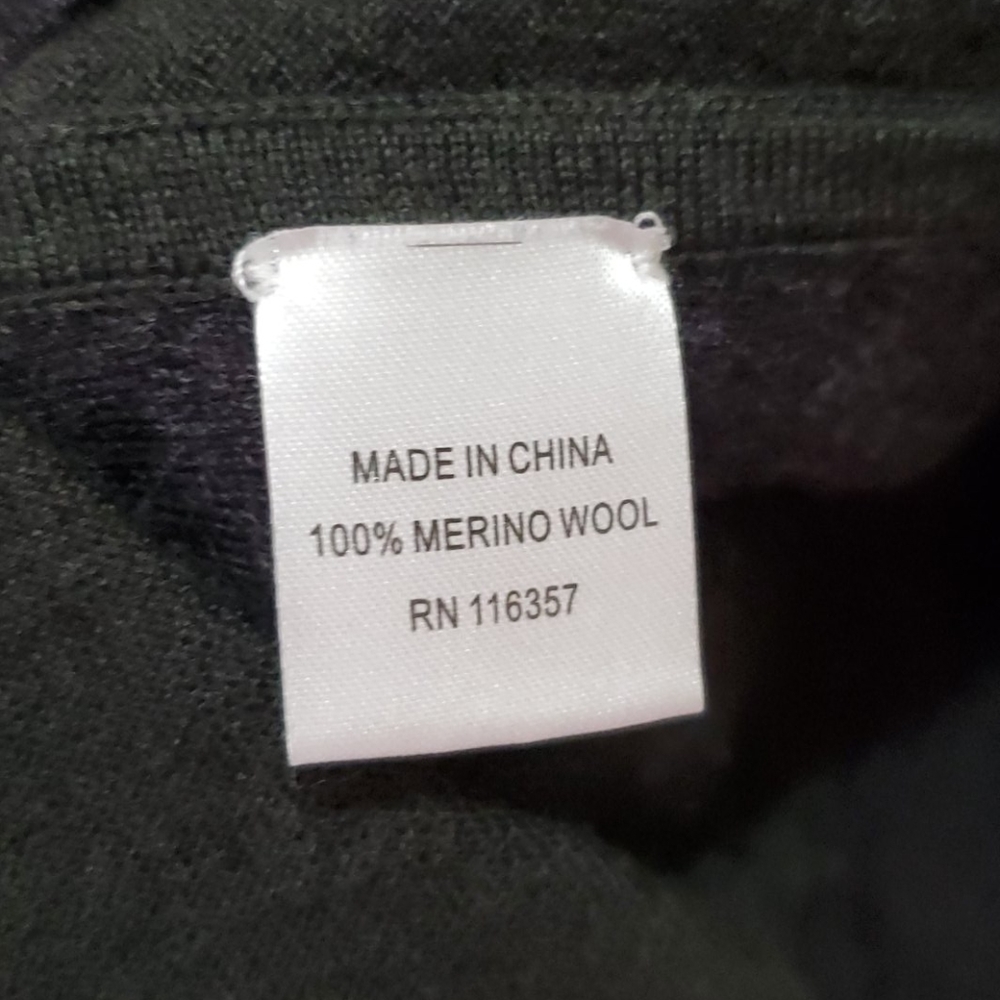 MADE IN CHINA
100% MERINO WOOL
RN 116357